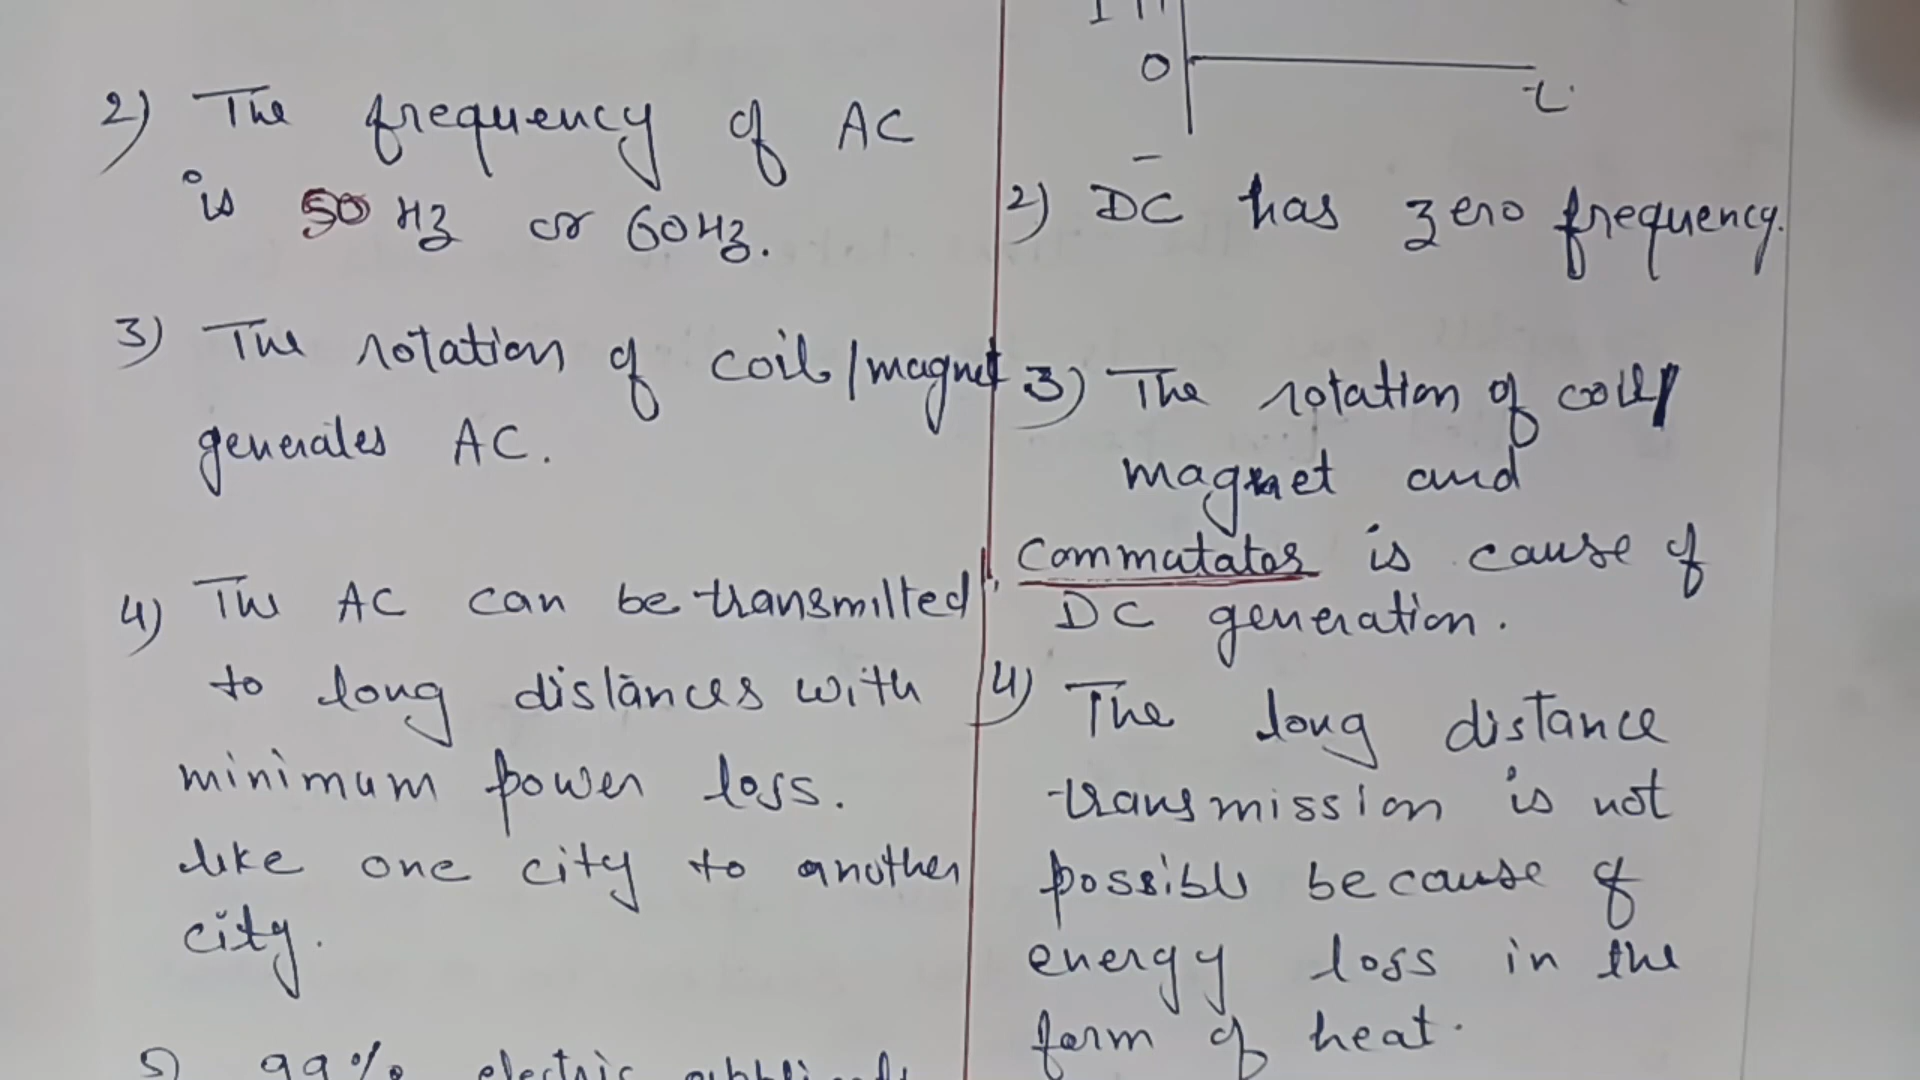 2) The frequency of AC
is 50 Hz or 60Hz.
3) The rotation of coil/magnet
generates AC.
4) The AC can be transmitted
to long distances with
minimum power loss.
like one city to another
city.
5) 99% electric
0
t
-
2) DC has zero frequency.
3) The rotation of coil/
magnet and
Commutator is cause of
DC generation.
4) The long distance
transmission is not
possible because of
energy loss in the
form of heat.